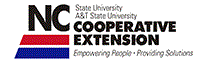 NC State University
A&T State University
COOPERATIVE
EXTENSION
Empowering People • Providing Solutions